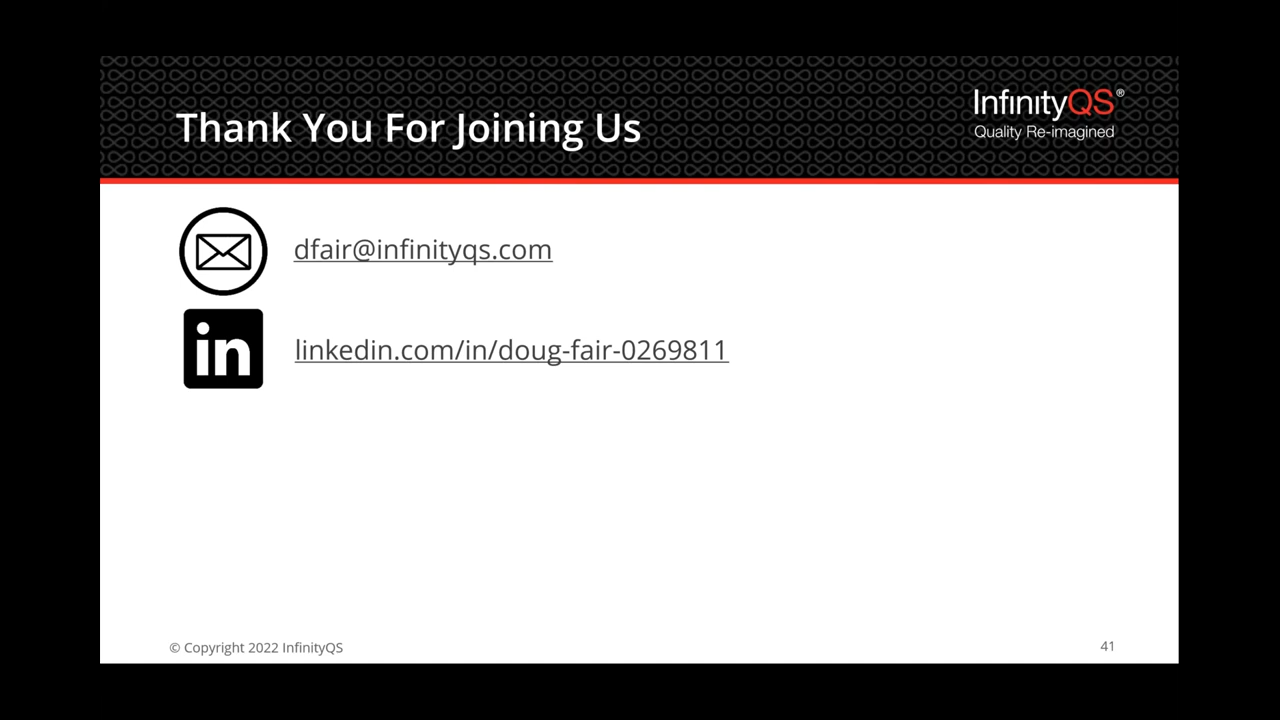 Thank You For Joining Us
InfinityQS®
Quality Re-imagined
dfair@infinityqs.com
in
linkedin.com/in/doug-fair-0269811
© Copyright 2022 InfinityQS
41